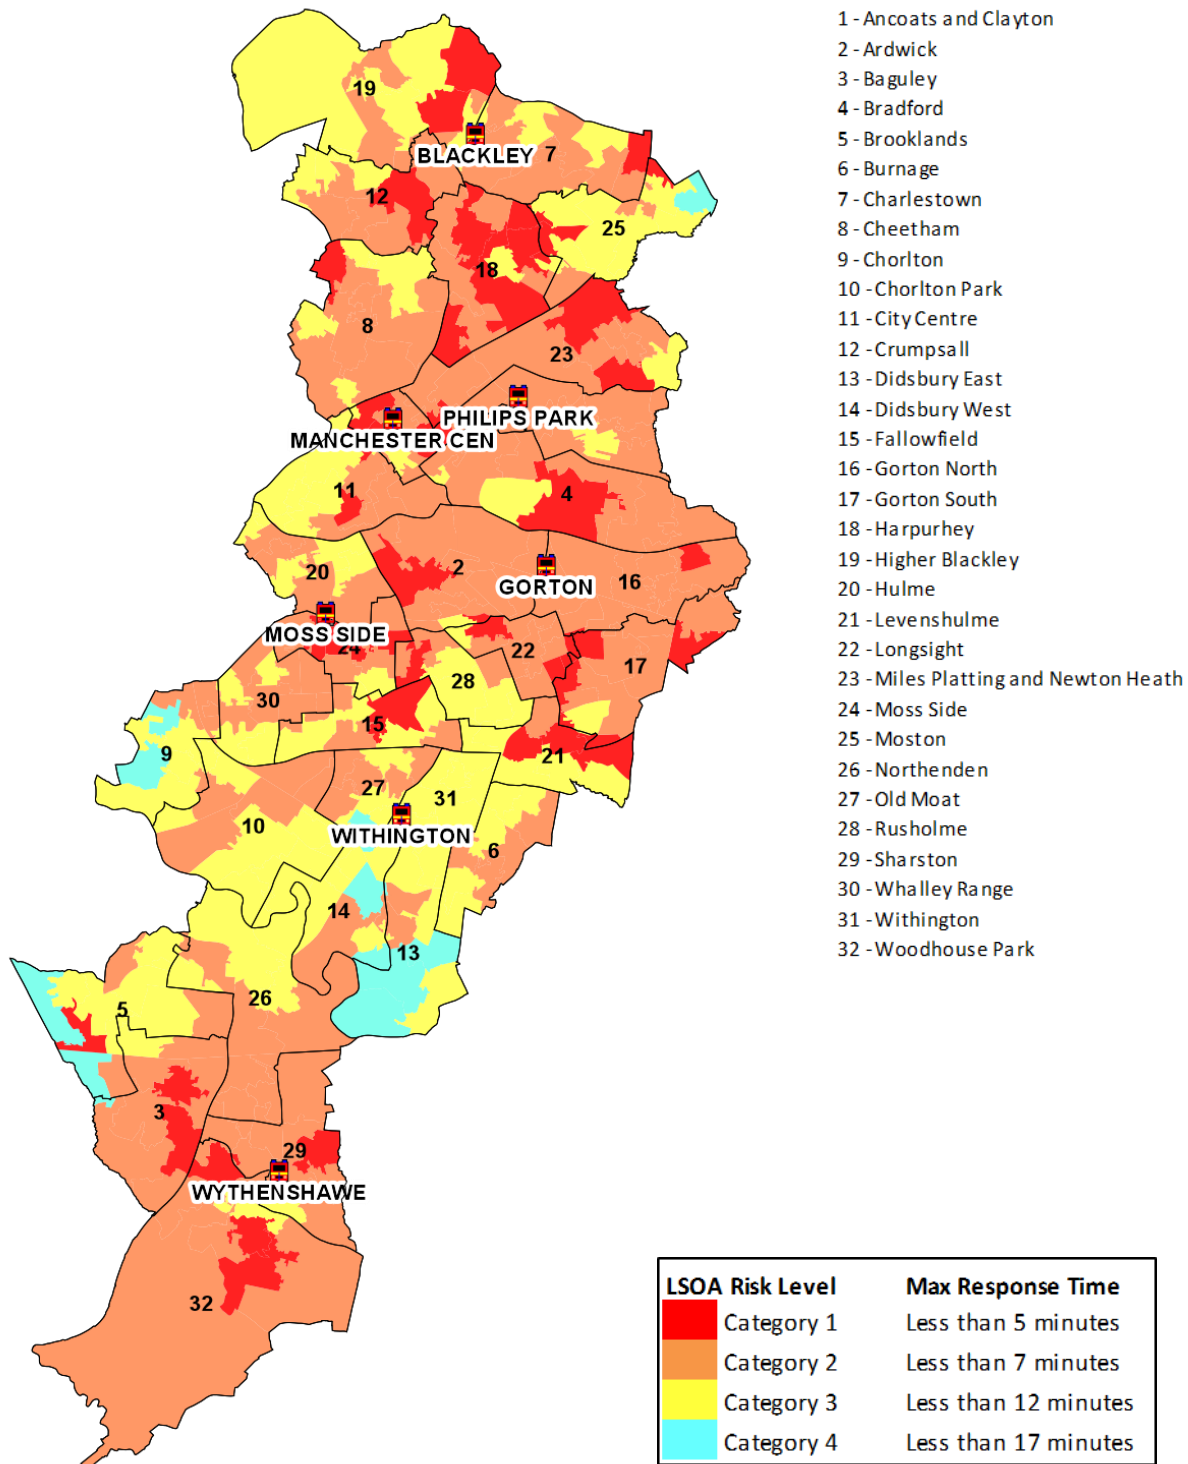 1 - Ancoats and Clayton
2 - Ardwick
3 - Baguley
4 - Bradford
5 - Brooklands
6 - Burnage
7 - Charlestown
8 - Cheetham
9 - Chorlton
10 - Chorlton Park
11 - City Centre
12 - Crumpsall
13 - Didsbury East
14 - Didsbury West
15 - Fallowfield
16 - Gorton North
17 - Gorton South
18 - Harpurhey
19 - Higher Blackley
20 - Hulme
21 - Levenshulme
22 - Longsight
23 - Miles Platting and Newton Heath
24 - Moss Side
25 - Moston
26 - Northenden
27 - Old Moat
28 - Rusholme
29 - Sharston
30 - Whalley Range
31 - Withington
32 - Woodhouse Park
19
BLACKLEY
7
12
25
18
8
23
PHILIPS PARK
MANCHESTER CEN
11
4
20
2
GORTON
16
MOSS SIDE
24
22
17
28
30
15
9
21
27
31
10
WITHINGTON
6
14
13
26
5
3
29
WYTHENSHAWE
32
LSOA Risk Level Max Response Time
Category 1 Less than 5 minutes
Category 2 Less than 7 minutes
Category 3 Less than 12 minutes
Category 4 Less than 17 minutes